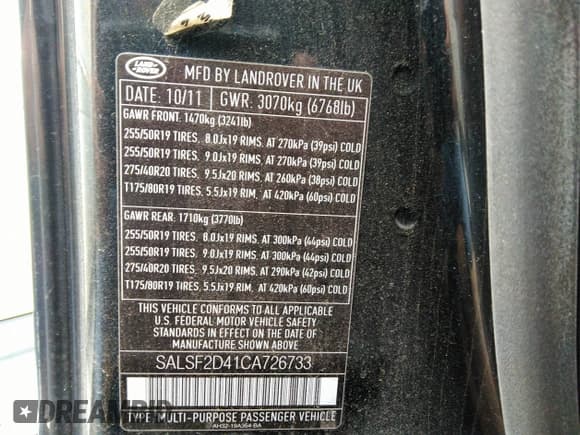 LAND
ROVER
MFD BY LANDROVER IN THE UK
DATE: 10/11 GWR: 3070kg (6768lb)
GAWR FRONT: 1470kg (3241lb)
255/50R19 TIRES. 8.0Jx19 RIMS. AT 270kPa (39psi) COLD
255/50R19 TIRES. 9.0Jx19 RIMS. AT 270kPa (39psi) COLD
275/40R20 TIRES. 9.5Jx20 RIMS. AT 260kPa (38psi) COLD
T175/80R19 TIRES. 5.5Jx19 RIM. AT 420kPa (60psi) COLD
GAWR REAR: 1710kg (3770lb)
255/50R19 TIRES. 8.0Jx19 RIMS. AT 300kPa (44psi) COLD
255/50R19 TIRES. 9.0Jx19 RIMS. AT 300kPa (44psi) COLD
275/40R20 TIRES. 9.5Jx20 RIMS. AT 290kPa (42psi) COLD
T175/80R19 TIRES. 5.5Jx19 RIM. AT 420kPa (60psi) COLD
THIS VEHICLE CONFORMS TO ALL APPLICABLE
U.S. FEDERAL MOTOR VEHICLE SAFETY
STANDARDS IN EFFECT ON THE DATE OF
MANUFACTURE SHOWN ABOVE
SALSF2D41CA726733
TYPE: MULTI-PURPOSE PASSENGER VEHICLE
AH32-19A364-BA
DREAMBID